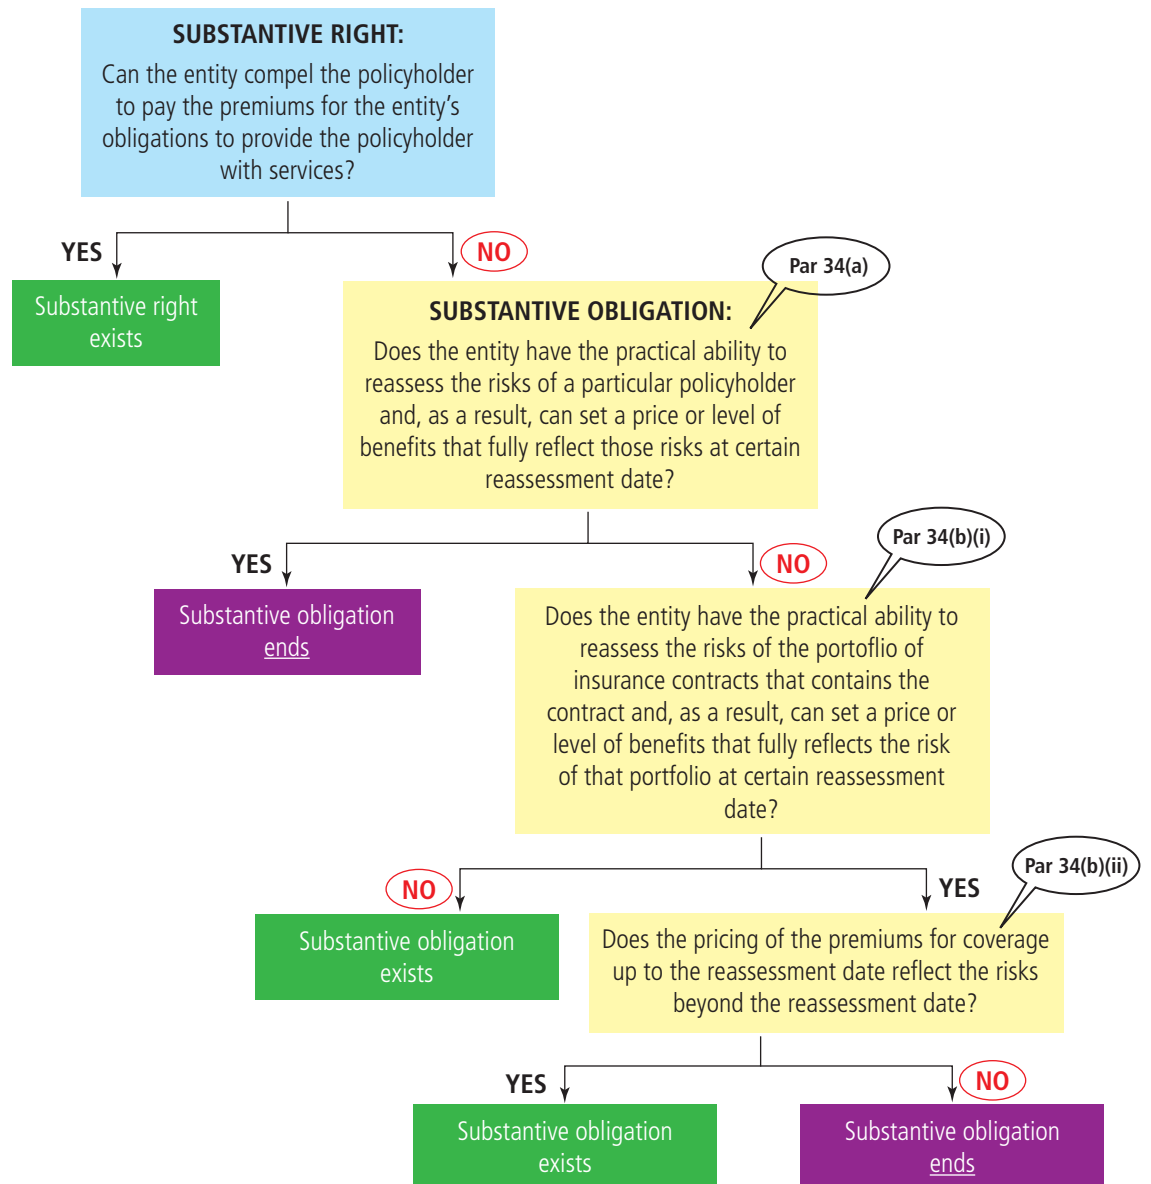 SUBSTANTIVE RIGHT:
Can the entity compel the policyholder
to pay the premiums for the entity's
obligations to provide the policyholder
with services?
YES
NO
Substantive right
exists
Par 34(a)
SUBSTANTIVE OBLIGATION:
Does the entity have the practical ability to
reassess the risks of a particular policyholder
and, as a result, can set a price or level of
benefits that fully reflect those risks at certain
reassessment date?
YES
NO
Substantive obligation
ends
Par 34(b)(i)
Does the entity have the practical ability to
reassess the risks of the portoflio of
insurance contracts that contains the
contract and, as a result, can set a price or
level of benefits that fully reflects the risk
of that portfolio at certain reassessment
date?
NO
YES
Substantive obligation
exists
Par 34(b)(ii)
Does the pricing of the premiums for coverage
up to the reassessment date reflect the risks
beyond the reassessment date?
YES
NO
Substantive obligation
exists
Substantive obligation
ends